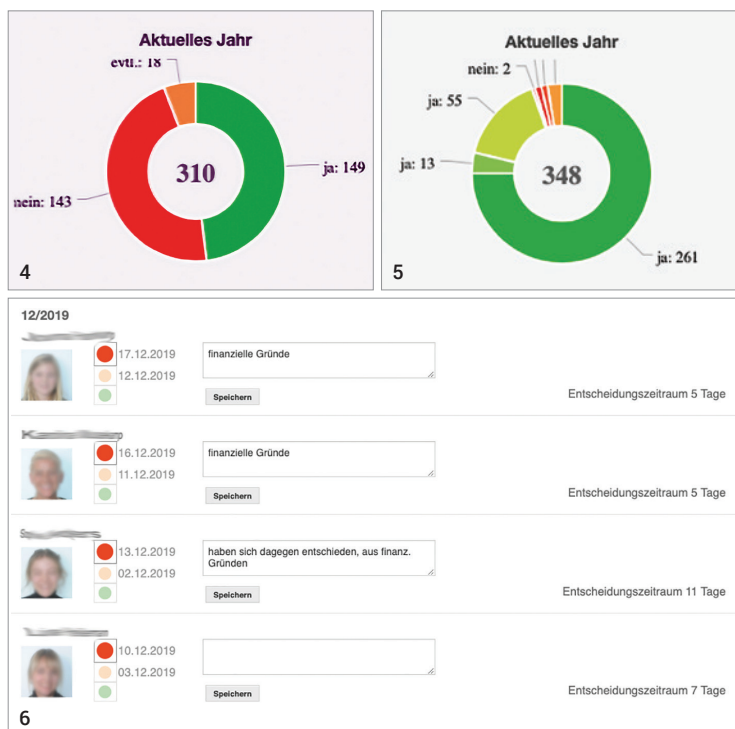 Aktuelles Jahr
evtl.: 18
310
ja: 149
nein: 143
4
Aktuelles Jahr
nein: 2
ja: 55
ja: 13
348
ja: 261
5
12/2019
17.12.2019
finanzielle Gründe
12.12.2019
Speichern
Entscheidungszeitraum 5 Tage
16.12.2019
finanzielle Gründe
11.12.2019
Speichern
Entscheidungszeitraum 5 Tage
13.12.2019
haben sich dagegen entschieden, aus finanz.
Gründen
02.12.2019
Speichern
Entscheidungszeitraum 11 Tage
10.12.2019
03.12.2019
Speichern
Entscheidungszeitraum 7 Tage
6